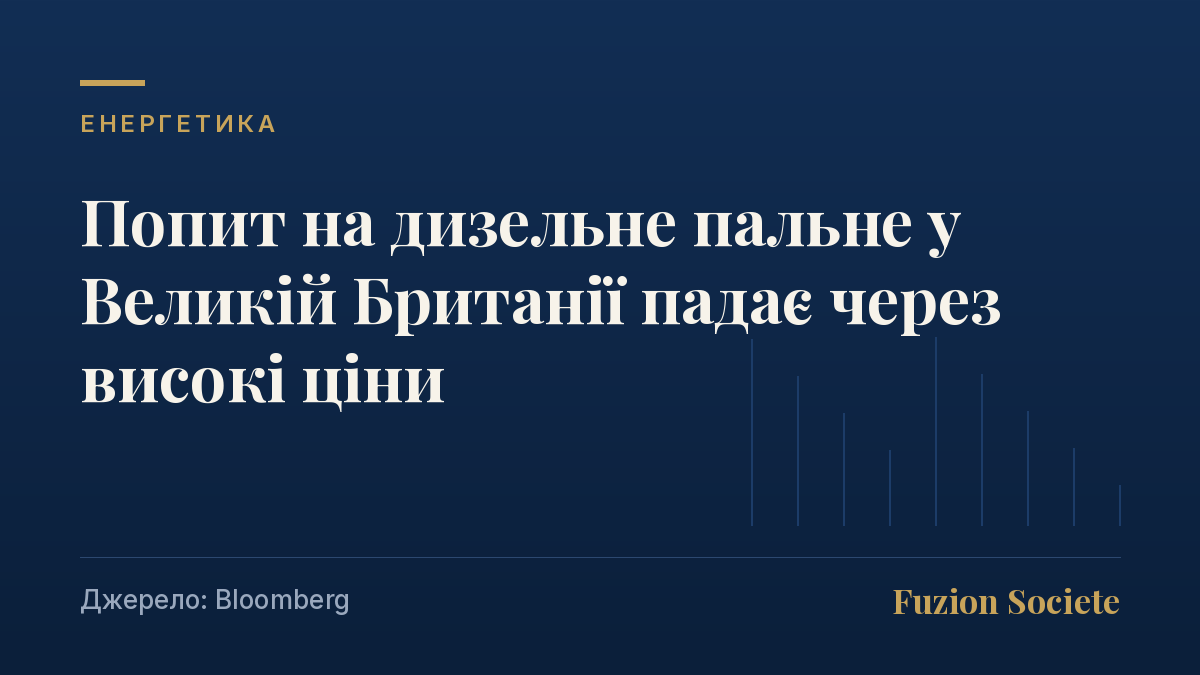 ЕНЕРГЕТИКА
Попит на дизельне пальне у
Великій Британії падає через
високі ціни
Джерело: Bloomberg
Fuzion Societe